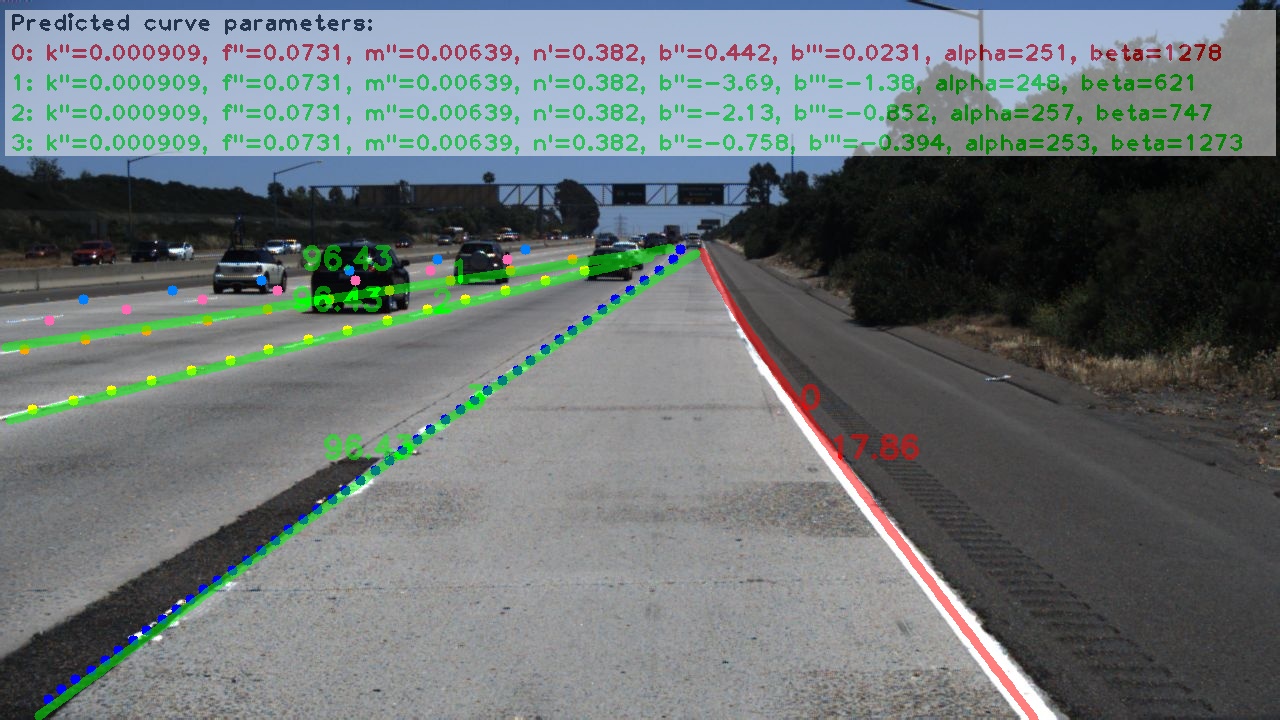 Predicted curve parameters:
0: k''=0.000909, f''=0.0731, m''=0.00639, n'=0.382, b''=0.442, b'''=0.0231, alpha=251, beta=1278
1: k''=0.000909, f''=0.0731, m''=0.00639, n'=0.382, b''=−3.69, b'''=−1.38, alpha=248, beta=621
2: k''=0.000909, f''=0.0731, m''=0.00639, n'=0.382, b''=−2.13, b'''=−0.852, alpha=257, beta=747
3: k''=0.000909, f''=0.0731, m''=0.00639, n'=0.382, b''=−0.758, b'''=−0.394, alpha=253, beta=1273
96.43
1
96.43
2
0
96.43
17.86